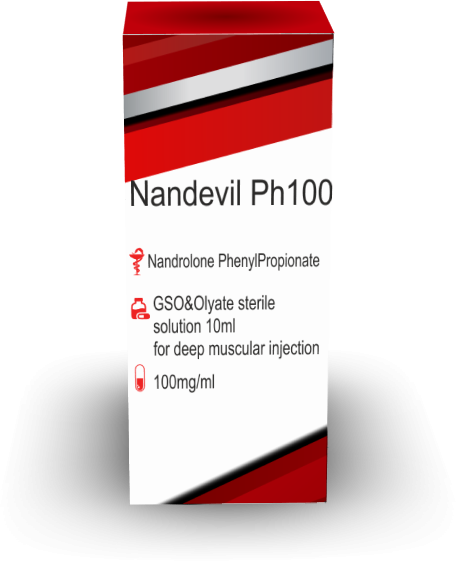 Nandevil Ph100
Nandrolone PhenylPropionate
GSO&Olyate sterile
solution 10ml
for deep muscular injection
100mg/ml